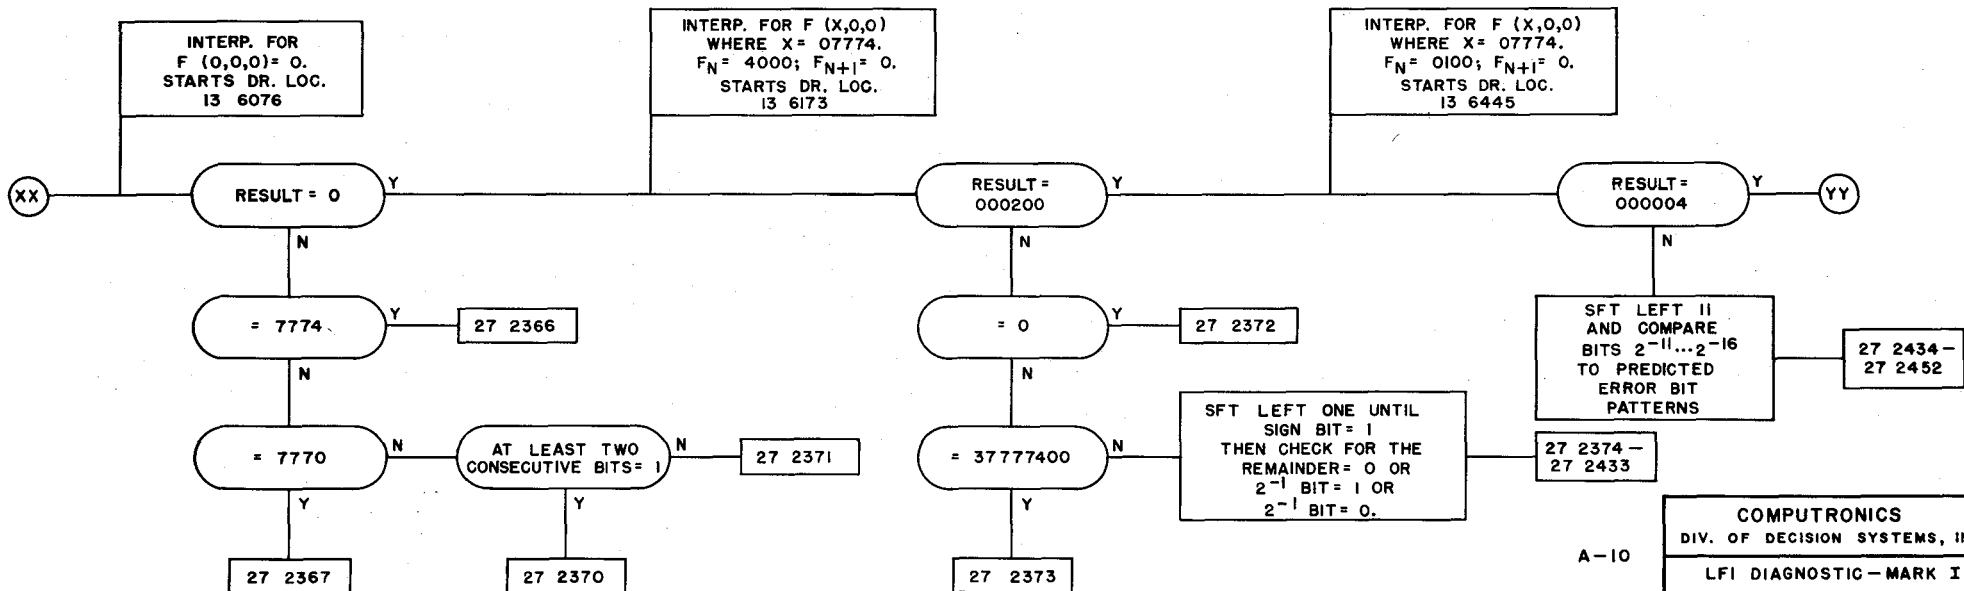 INTERP. FOR
F (0,0,0)= 0.
STARTS DR. LOC.
13 6076
INTERP. FOR F (X,0,0)
WHERE X= 07774.
FN= 4000; FN+1= 0.
STARTS DR. LOC.
13 6173
INTERP. FOR F (X,0,0)
WHERE X= 07774.
FN= 0100; FN+1= 0.
STARTS DR. LOC.
13 6445
XX
RESULT = 0
Y
RESULT=
000200
Y
RESULT=
000004
Y
YY
N
N
N
= 7774
Y
27 2366
= 0
Y
27 2372
SFT LEFT 11
AND COMPARE
BITS 2-11...2-16
TO PREDICTED
ERROR BIT
PATTERNS
27 2434-
27 2452
N
N
= 7770
N
AT LEAST TWO
CONSECUTIVE BITS= 1
N
27 2371
= 37777400
N
SFT LEFT ONE UNTIL
SIGN BIT= 1
THEN CHECK FOR THE
REMAINDER= 0 OR
2-1 BIT= 1 OR
2-1 BIT= 0.
27 2374-
27 2433
Y
Y
Y
27 2367
27 2370
27 2373
A-10
COMPUTRONICS
DIV. OF DECISION SYSTEMS,
LFI DIAGNOSTIC-MARK I